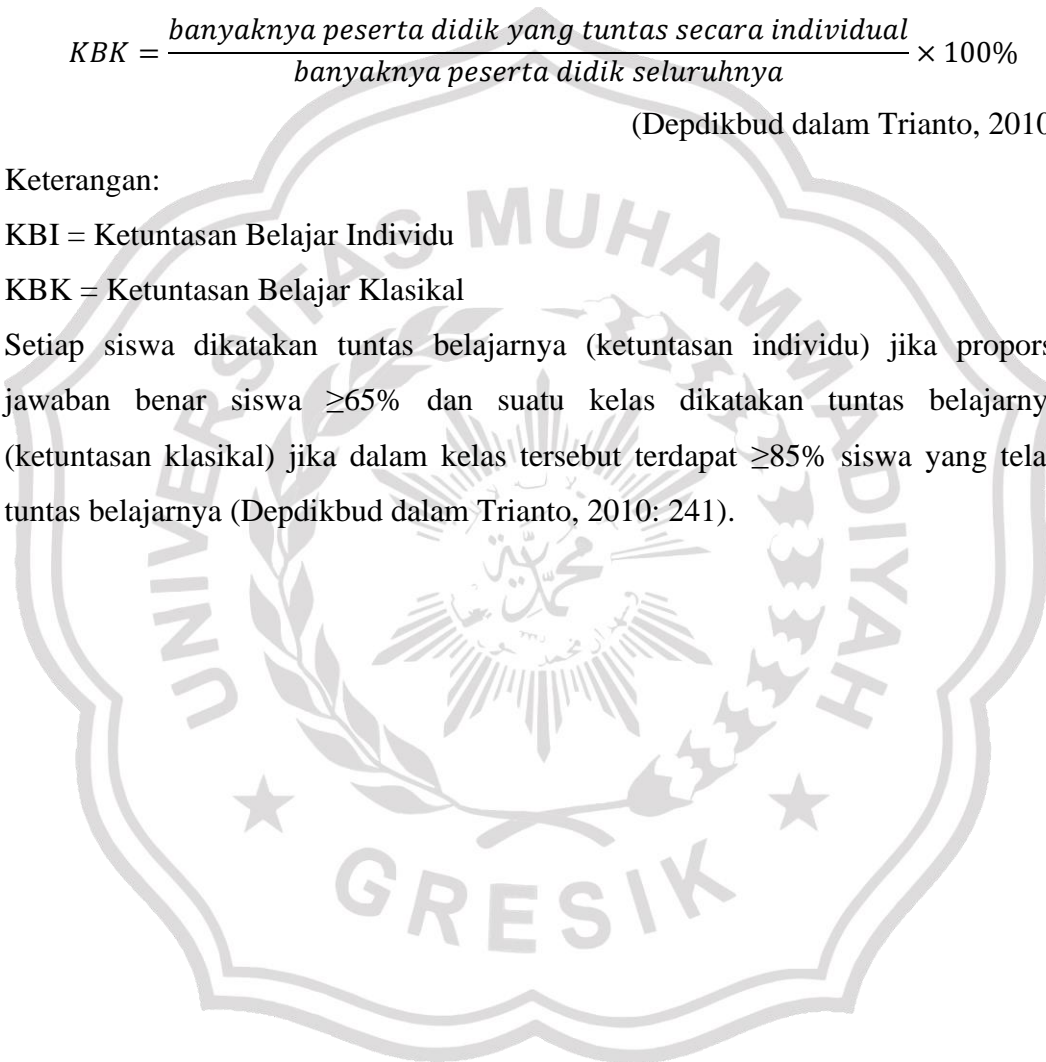 KBK = banyaknya peserta didik yang tuntas secara individual / banyaknya peserta didik seluruhnya × 100%
(Depdikbud dalam Trianto, 2010
Keterangan:
KBI = Ketuntasan Belajar Individu
KBK = Ketuntasan Belajar Klasikal
Setiap siswa dikatakan tuntas belajarnya (ketuntasan individu) jika propors
jawaban benar siswa ≥65% dan suatu kelas dikatakan tuntas belajarny
(ketuntasan klasikal) jika dalam kelas tersebut terdapat ≥85% siswa yang tela
tuntas belajarnya (Depdikbud dalam Trianto, 2010: 241).
UNIVERSITAS MUHAMMADIYAH
GRESIK